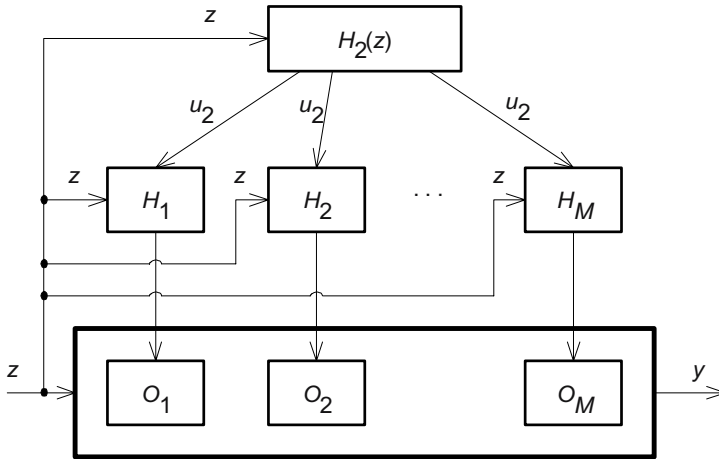 z
H2(z)
u2 u2 u2
z z z
H1 H2 . . . HM
z y
O1 O2 OM